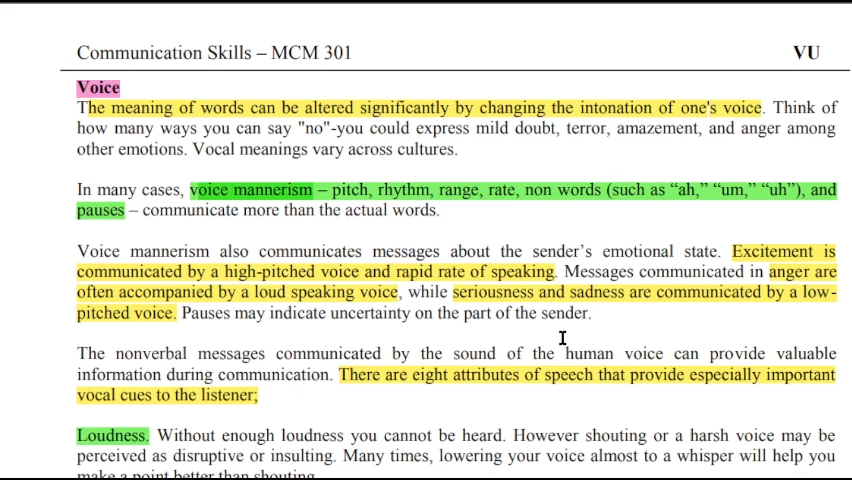 Communication Skills – MCM 301 VU
Voice
The meaning of words can be altered significantly by changing the intonation of one's voice. Think of
how many ways you can say "no"-you could express mild doubt, terror, amazement, and anger among
other emotions. Vocal meanings vary across cultures.
In many cases, voice mannerism – pitch, rhythm, range, rate, non words (such as “ah,” “um,” “uh”), and
pauses – communicate more than the actual words.
Voice mannerism also communicates messages about the sender’s emotional state. Excitement is
communicated by a high-pitched voice and rapid rate of speaking. Messages communicated in anger are
often accompanied by a loud speaking voice, while seriousness and sadness are communicated by a low-
pitched voice. Pauses may indicate uncertainty on the part of the sender.
The nonverbal messages communicated by the sound of the human voice can provide valuable
information during communication. There are eight attributes of speech that provide especially important
vocal cues to the listener;
Loudness. Without enough loudness you cannot be heard. However shouting or a harsh voice may be
perceived as disruptive or insulting. Many times, lowering your voice almost to a whisper will help you
make a point better than shouting.